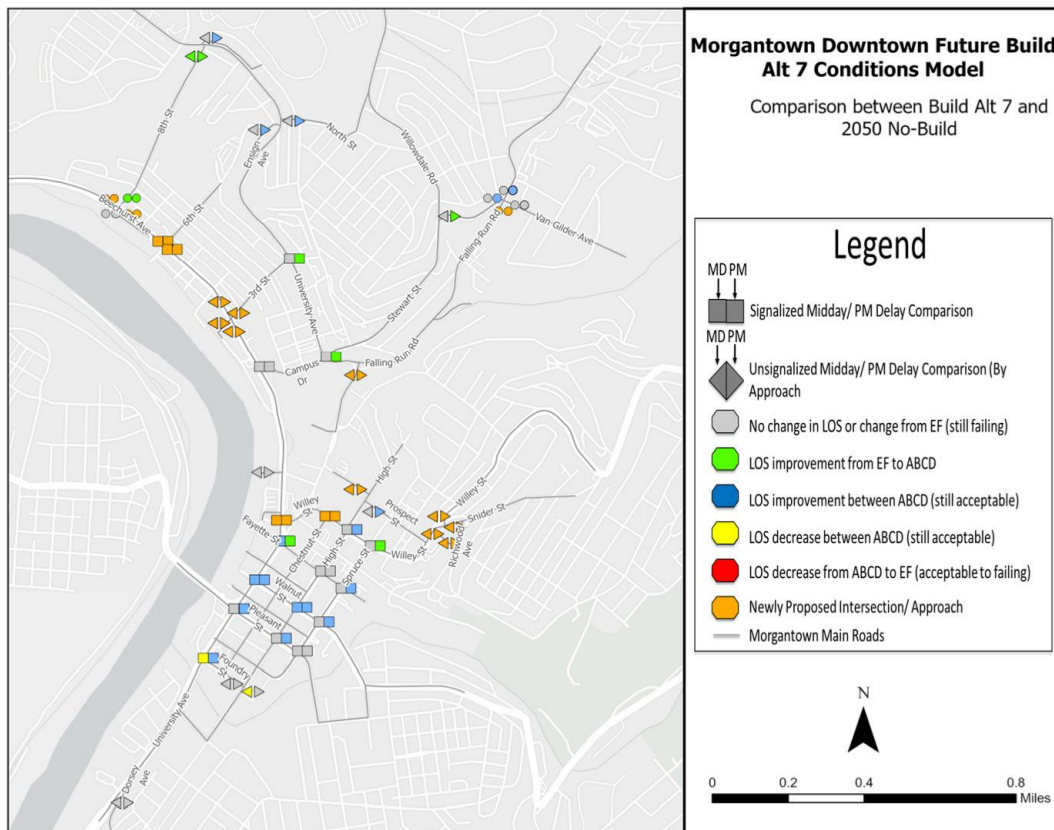 Morgantown Downtown Future Build
Alt 7 Conditions Model
Comparison between Build Alt 7 and
2050 No-Build
Legend
MD PM
Signalized Midday/ PM Delay Comparison
MD PM
Unsignalized Midday/ PM Delay Comparison (By
Approach
No change in LOS or change from EF (still failing)
LOS improvement from EF to ABCD
LOS improvement between ABCD (still acceptable)
LOS decrease between ABCD (still acceptable)
LOS decrease from ABCD to EF (acceptable to failing)
Newly Proposed Intersection/ Approach
Morgantown Main Roads
N
0 0.2 0.4 0.8
Miles
8th St
Ensign
Ave
North St
Willowdale Rd
Beechurst Ave
6th St
Falling Run Rd
Van Gilder Ave
3rd St
University Ave
Stewart St
Campus
Dr
Falling Run Rd
High St
Willey
St
Prospect
St
Willey St
Snider St
Fayette St
Chestnut St
High St
Spruce St
Willey St
Richwood
Ave
Walnut
St
Pleasant
St
Foundry
St
University Ave
Dorsey
Ave